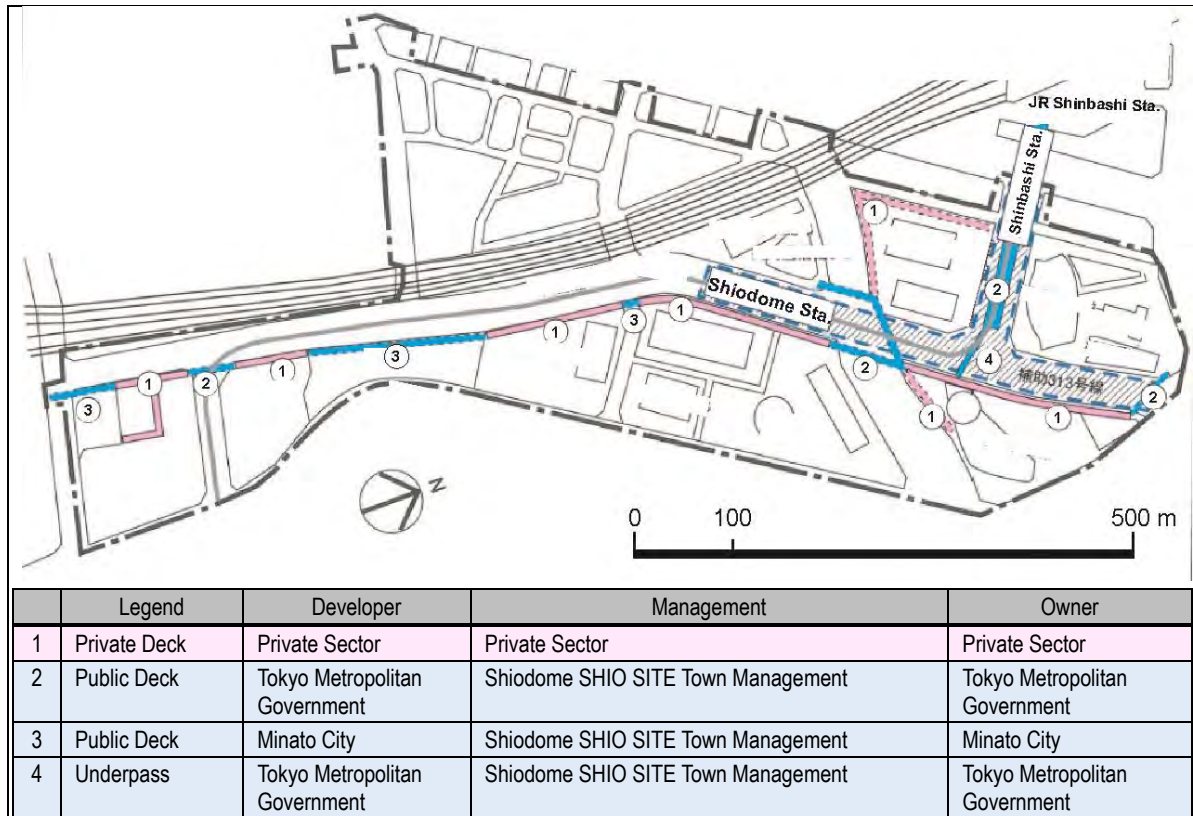 JR Shinbashi Sta.
Shinbashi Sta.
1
2
Shiodome Sta.
1
3
4
補助313号線
1
3
2
2
1
1
2
1
1
3
N
0 100 500 m
Legend Developer Management Owner
1 Private Deck Private Sector Private Sector Private Sector
2 Public Deck Tokyo Metropolitan Government Shiodome SHIO SITE Town Management Tokyo Metropolitan Government
3 Public Deck Minato City Shiodome SHIO SITE Town Management Minato City
4 Underpass Tokyo Metropolitan Government Shiodome SHIO SITE Town Management Tokyo Metropolitan Government